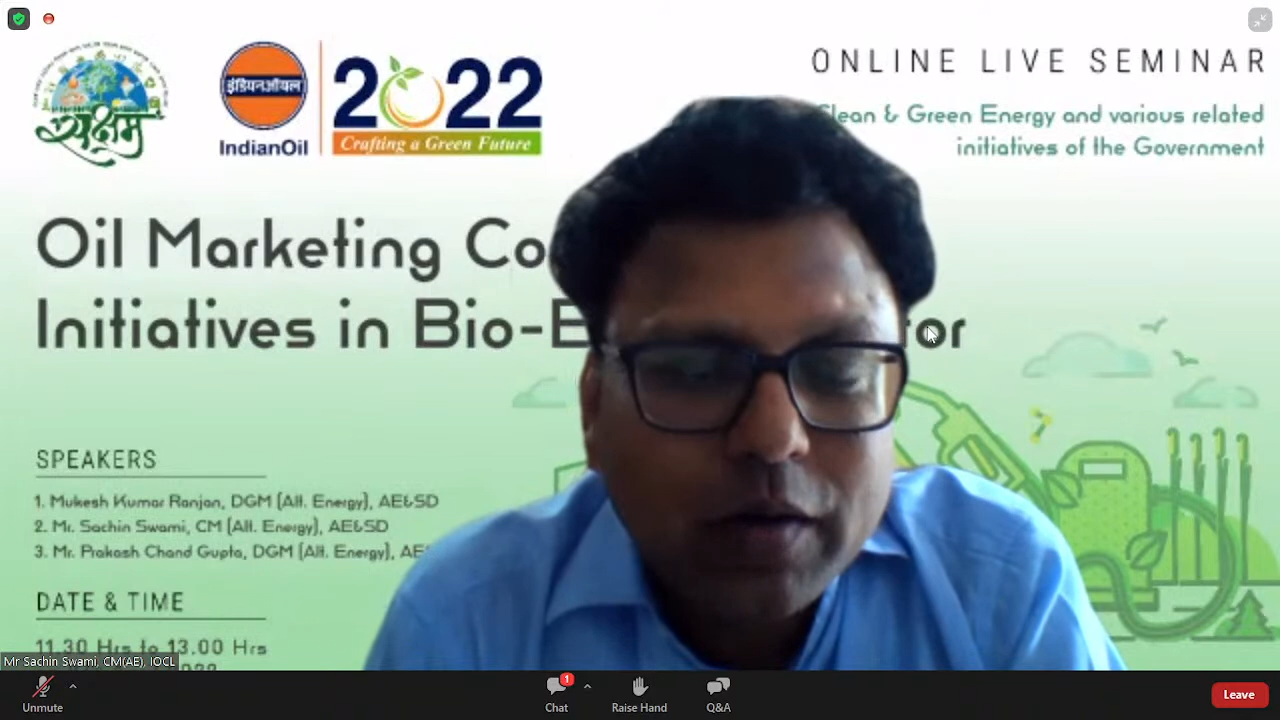 सक्षम
इंडियनऑयल
IndianOil
2022
Crafting a Green Future
ONLINE LIVE SEMINAR
Clean & Green Energy and various related
initiatives of the Government
Oil Marketing Co
Initiatives in Bio-E or
SPEAKERS
1. Mukesh Kumar Ranjan, DGM (Alt. Energy), AE&SD
2. Mr. Sachin Swami, CM (Alt. Energy), AE&SD
3. Mr. Prakash Chand Gupta, DGM (Alt. Energy), AE
DATE & TIME
11.30 Hrs to 13.00 Hrs
Mr Sachin Swami, CM(AE), IOCL
Unmute
Chat
1
Raise Hand
Q&A
Leave